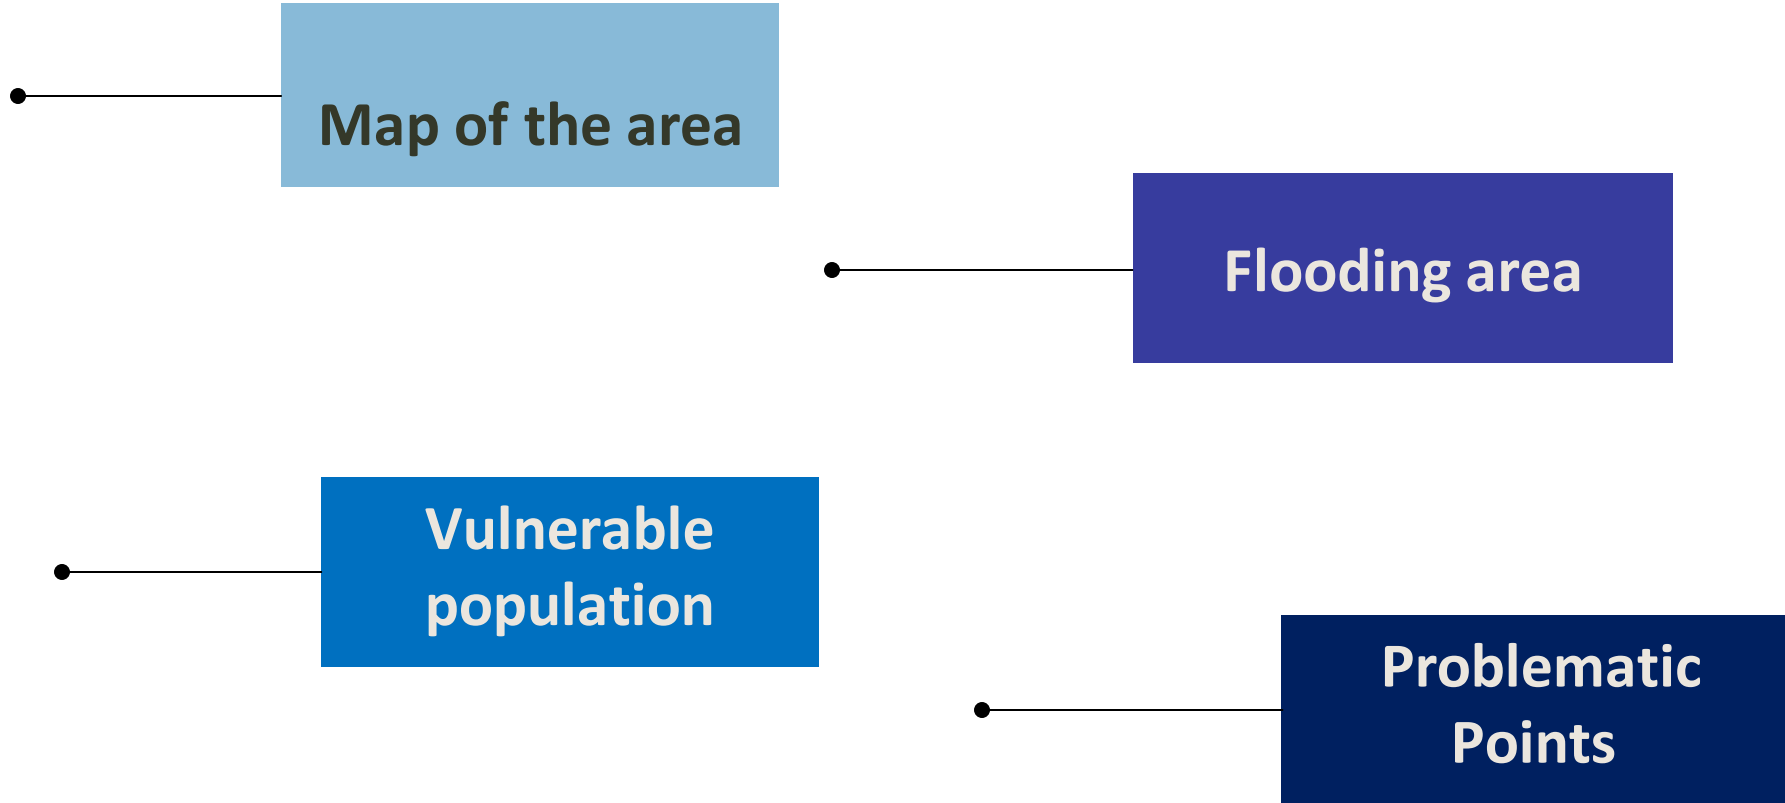 Map of the area
Flooding area
Vulnerable
population
Problematic
Points